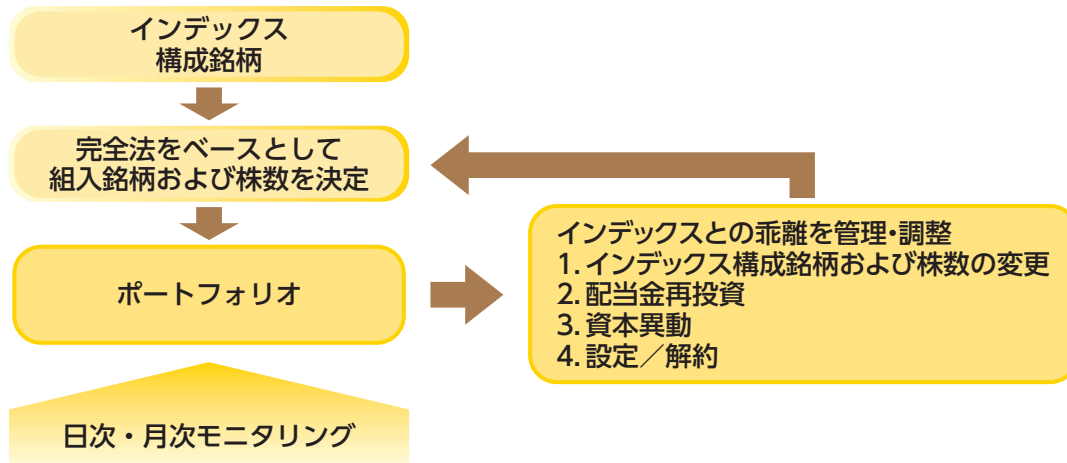 インデックス
構成銘柄
完全法をベースとして
組入銘柄および株数を決定
ポートフォリオ
インデックスとの乖離を管理・調整
1. インデックス構成銘柄および株数の変更
2. 配当金再投資
3. 資本異動
4. 設定／解約
日次・月次モニタリング